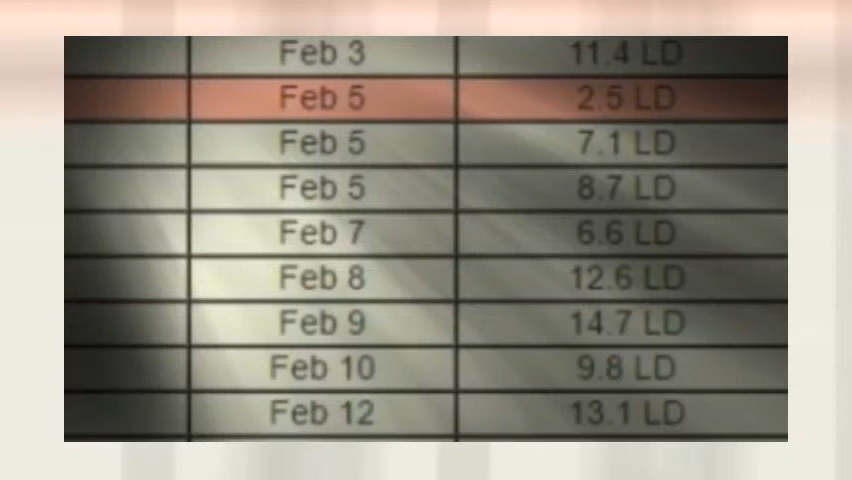 Feb 3 11.4 LD
Feb 5 2.5 LD
Feb 5 7.1 LD
Feb 5 8.7 LD
Feb 7 6.6 LD
Feb 8 12.6 LD
Feb 9 14.7 LD
Feb 10 9.8 LD
Feb 12 13.1 LD